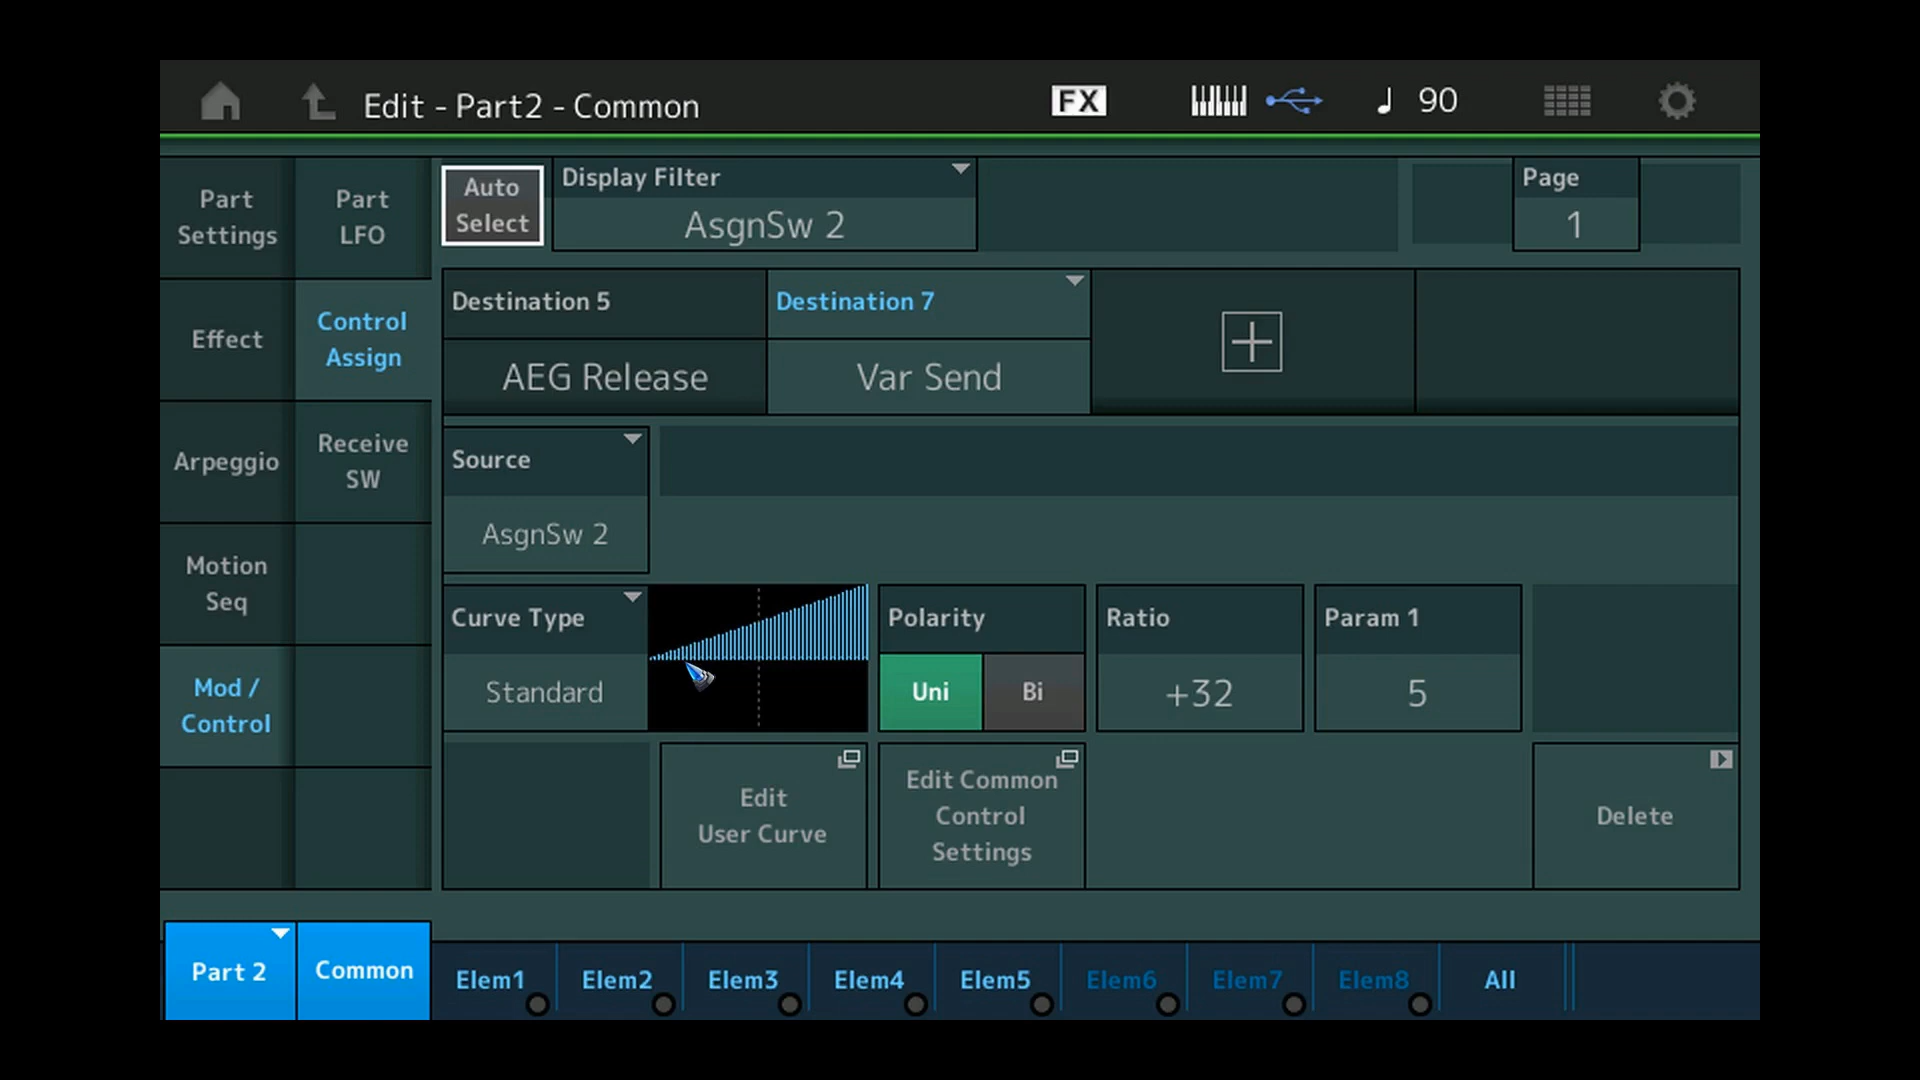 Edit - Part2 - Common
FX
90
Part
Settings
Part
LFO
Auto
Select
Display Filter
AsgnSw 2
Page
1
Effect
Control
Assign
Destination 5
AEG Release
Destination 7
Var Send
Arpeggio
Receive
SW
Source
AsgnSw 2
Motion
Seq
Curve Type
Standard
Polarity
Uni
Bi
Ratio
+32
Param 1
5
Mod /
Control
Edit
User Curve
Edit Common
Control
Settings
Delete
Part 2
Common
Elem1
Elem2
Elem3
Elem4
Elem5
Elem6
Elem7
Elem8
All